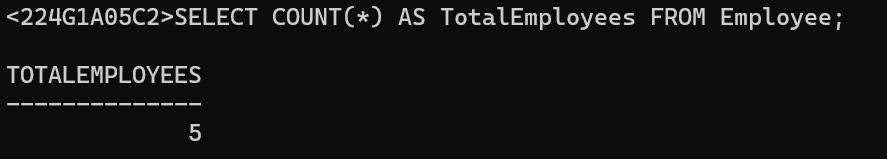 <224G1A05C2>SELECT COUNT(*) AS TotalEmployees FROM Employee;
TOTALEMPLOYEES
--------------
5